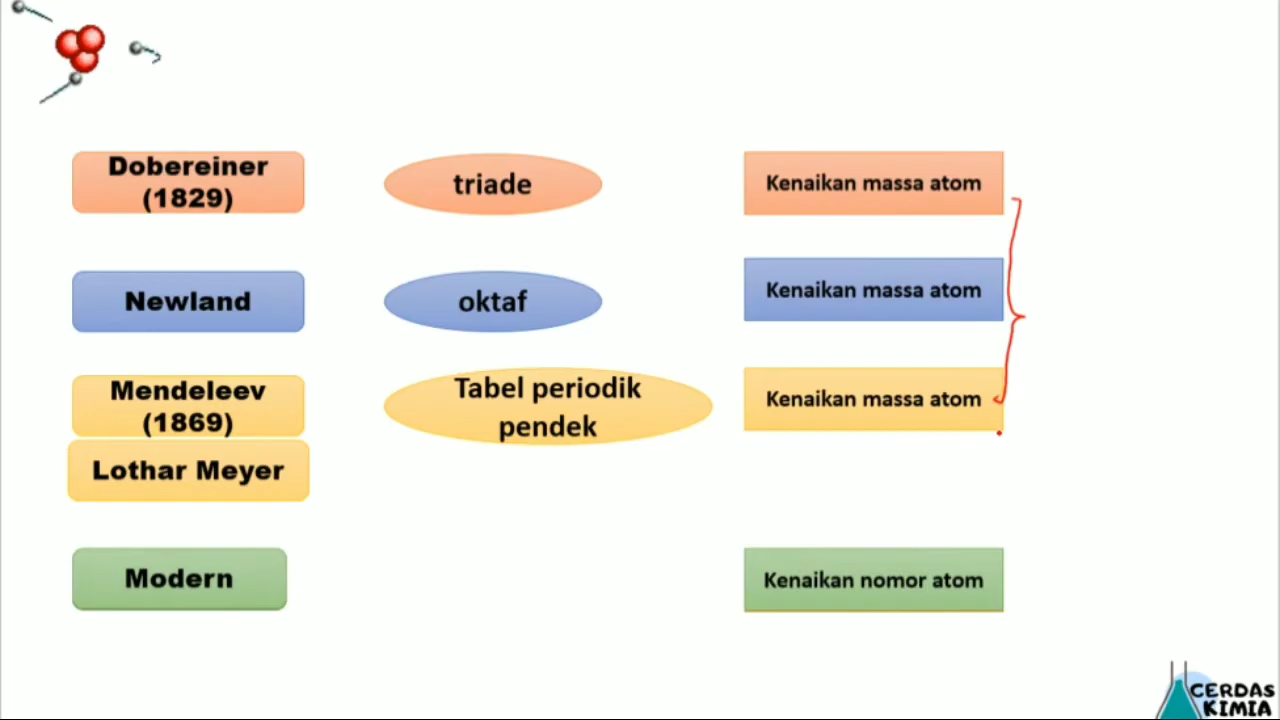 Dobereiner
(1829)
triade
Kenaikan massa atom
Newland
oktaf
Kenaikan massa atom
Mendeleev
(1869)
Tabel periodik
pendek
Kenaikan massa atom
Lothar Meyer
Modern
Kenaikan nomor atom
CERDAS
KIMIA